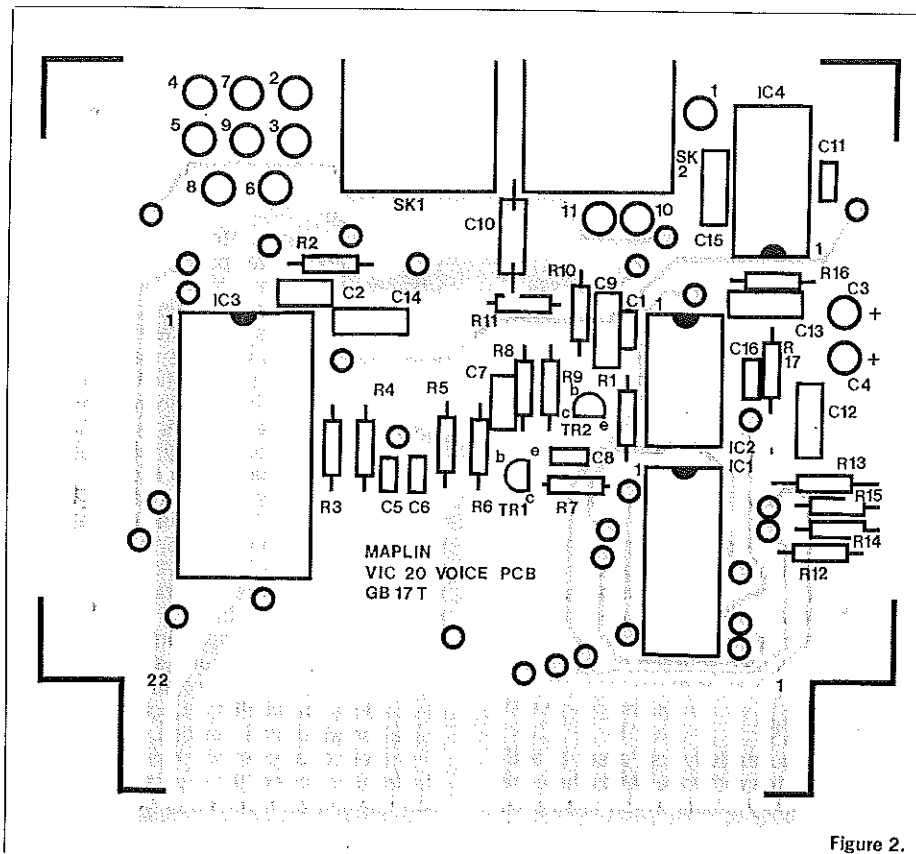 4 7 2 1 IC4
5 9 3 C11
SK 2
8 6
SK1 C10 11 10 C15 1
R2
R10 C9 R16
C2 C1 C3
IC3 C14 1 +
1 R11 C13
C16 R 17
R8 +
C7 R9 R1 C4
R4 R5 b C12
c e
TR2
b e C8 IC2
IC1
R13
1
R3 C5 C6 R6 c R7 R15
TR1
R14
MAPLIN R12
VIC 20 VOICE PCB
GB 17 T
22 1
Figure 2.